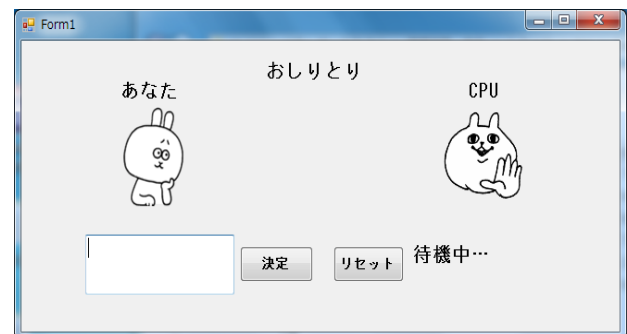 Form1
おしりとり
あなた
CPU
決定
リセット
待機中…